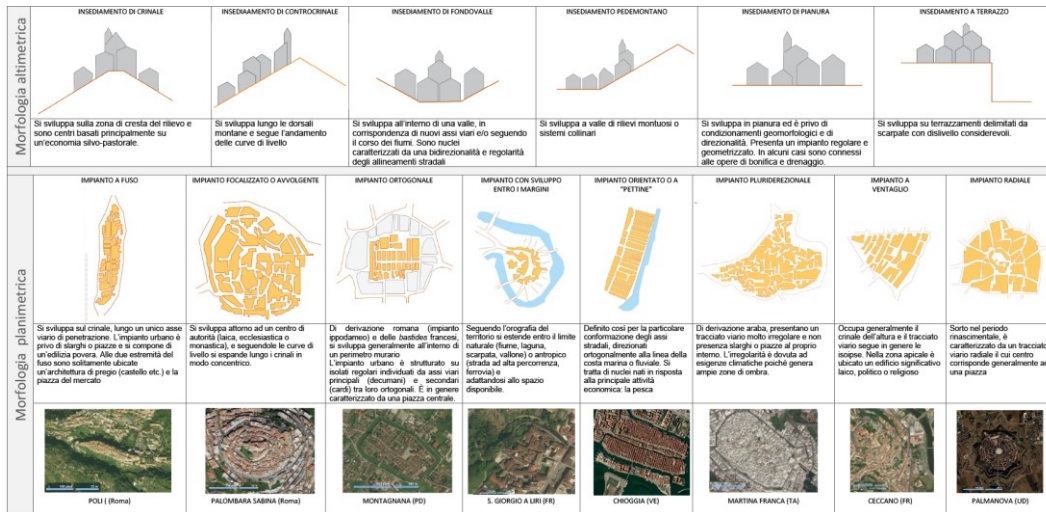 Morfologia altimetrica
INSEDIAMENTO DI CRINALE
Si sviluppa sulla zona di cresta del rilievo e
sono centri basati principalmente su
un'economia silvo-pastorale.
INSEDIAAMENTO DI CONTROCRINALE
Si sviluppa lungo le dorsali
montane e segue l'andamento
delle curve di livello
INSEDIAMENTO DI FONDOVALLE
Si sviluppa all'interno di una valle, in
corrispondenza di nuovi assi viari e/o seguendo
il corso dei fiumi. Sono nuclei
caratterizzati da una bidirezionalità e regolarità
degli allineamenti stradali
INSEDIAMENTO PEDEMONTANO
Si sviluppa a valle di rilievi montuosi o
sistemi collinari
INSEDIAMENTO DI PIANURA
Si sviluppa in pianura ed è privo di
condizionamenti geomorfologici e di
direzionalità. Presenta un impianto regolare e
geometrizzato. In alcuni casi sono connessi
alle opere di bonifica e drenaggio.
INSEDIAMENTO A TERRAZZO
Si sviluppa su terrazzamenti delimitati da
scarpate con dislivello considerevoli.
Morfologia planimetrica
IMPIANTO A FUSO
Si sviluppa sul crinale, lungo un unico asse
viario di penetrazione. L'impianto urbano è
privo di slarghi o piazze e si compone di
un'edilizia povera. Alle due estremità del
fuso sono solitamente ubicate
un'architettura di pregio (castello etc.) e la
piazza del mercato
POLI ( (Roma)
IMPIANTO FOCALIZZATO O AVVOLGENTE
Si sviluppa attorno ad un centro di
autorità (laica, ecclesiastica o
monastica), e seguendole le curve di
livello si espande lungo i crinali in
modo concentrico.
PALOMBARA SABINA (Roma)
IMPIANTO ORTOGONALE
Di derivazione romana (impianto
ippodameo) e delle bastides francesi,
si sviluppa generalmente all'interno di
un perimetro murario
L'impianto urbano è strutturato su
isolati regolari individuati da assi viari
principali (decumani) e secondari
(cardi) tra loro ortogonali. È in genere
caratterizzato da una piazza centrale.
MONTAGNANA (PD)
IMPIANTO CON SVILUPPO
ENTRO I MARGINI
Seguendo l'orografia del
territorio si estende entro il limite
naturale (fiume, laguna,
scarpata, vallone) o antropico
(strada ad alta percorrenza,
ferrovia) e
adattandosi allo spazio
disponibile.
S. GIORGIO A LIRI (FR)
IMPIANTO ORIENTATO O A
"PETTINE"
Definito così per la particolare
conformazione degli assi
stradali, direzionati
ortogonalmente alla linea della
costa marina o fluviale. Si
tratta di nuclei nati in risposta
alla principale attività
economica: la pesca
CHIOGGIA (VE)
IMPIANTO PLURIDEREZIONALE
Di derivazione araba, presentano un
tracciato viario molto irregolare e non
presenta slarghi o piazze al proprio
interno. L'irregolarità è dovuta ad
esigenze climatiche poiché genera
ampie zone di ombra.
MARTINA FRANCA (TA)
IMPIANTO A
VENTAGLIO
Occupa generalmente il
crinale dell'altura e il tracciato
viario segue in genere le
isoipse. Nella zona apicale è
ubicato un edificio significativo
laico, politico o religioso
CECCANO (FR)
IMPIANTO RADIALE
Sorto nel periodo
rinascimentale, è
caratterizzato da un tracciato
viario radiale il cui centro
corrisponde generalmente ad
una piazza
PALMANOVA (UD)